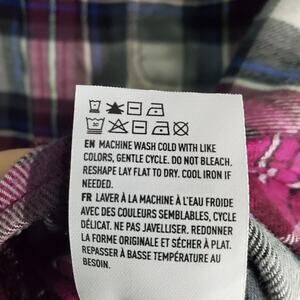 EN MACHINE WASH COLD WITH LIKE
COLORS, GENTLE CYCLE. DO NOT BLEACH.
RESHAPE LAY FLAT TO DRY. COOL IRON IF
NEEDED.
FR LAVER À LA MACHINE À L'EAU FROIDE
AVEC DES COULEURS SEMBLABLES, CYCLE
DÉLICAT. NE PAS JAVELLISER. REDONNER
LA FORME ORIGINALE ET SÉCHER À PLAT.
REPASSER À BASSE TEMPÉRATURE AU
BESOIN.